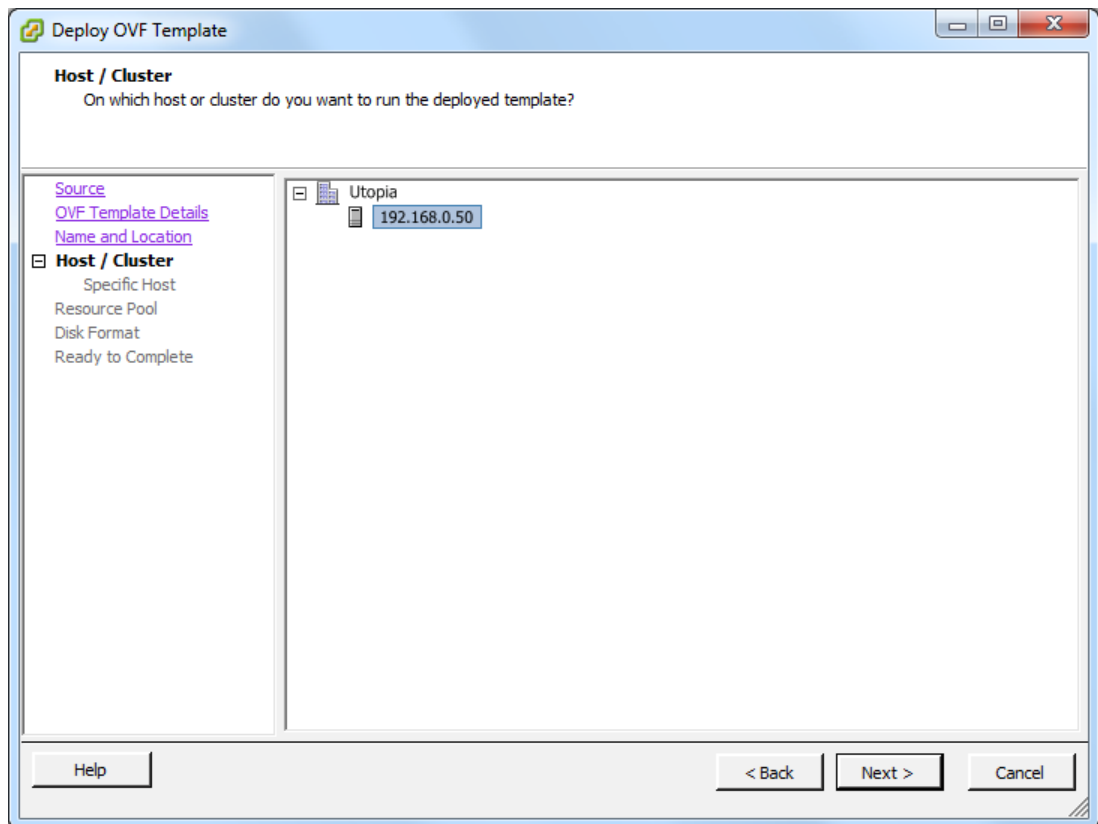 Deploy OVF Template
Host / Cluster
On which host or cluster do you want to run the deployed template?
Source
OVF Template Details
Name and Location
Host / Cluster
Specific Host
Resource Pool
Disk Format
Ready to Complete
Utopia
192.168.0.50
Help
< Back
Next >
Cancel